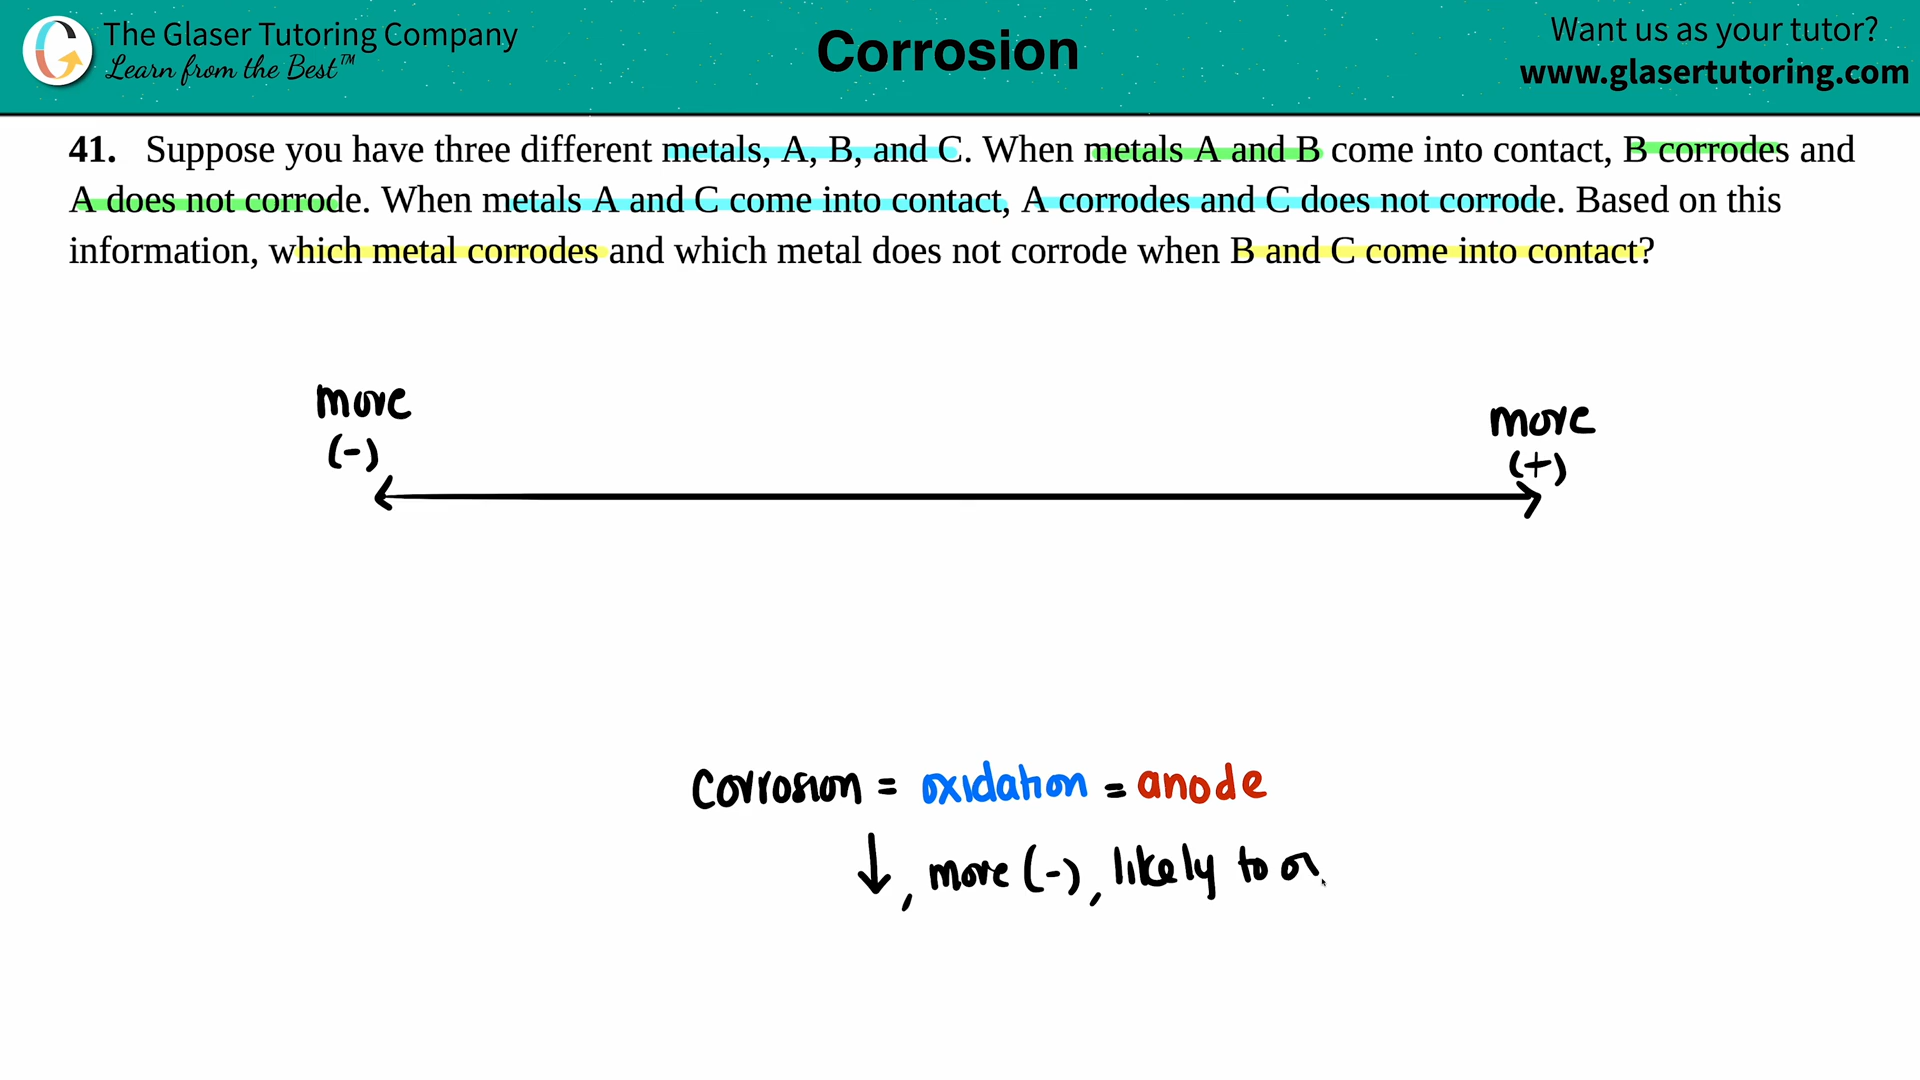 The Glaser Tutoring Company
Learn from the Best™
Corrosion
Want us as your tutor?
www.glasertutoring.com
41. Suppose you have three different metals, A, B, and C. When metals A and B come into contact, B corrodes and
A does not corrode. When metals A and C come into contact, A corrodes and C does not corrode. Based on this
information, which metal corrodes and which metal does not corrode when B and C come into contact?
more
(-)
more
(+)
corrosion = oxidation = anode
↓, more (-), likely to